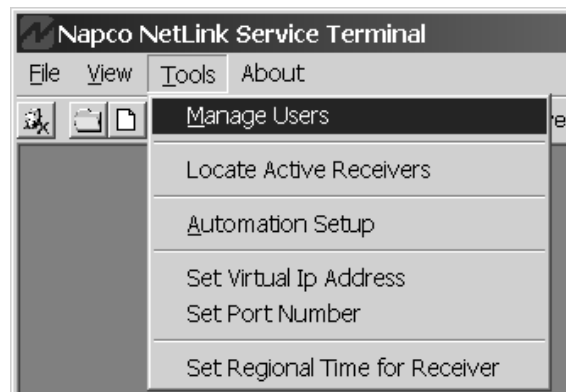 Napco NetLink Service Terminal
File View Tools About
Manage Users
Locate Active Receivers
Automation Setup
Set Virtual Ip Address
Set Port Number
Set Regional Time for Receiver